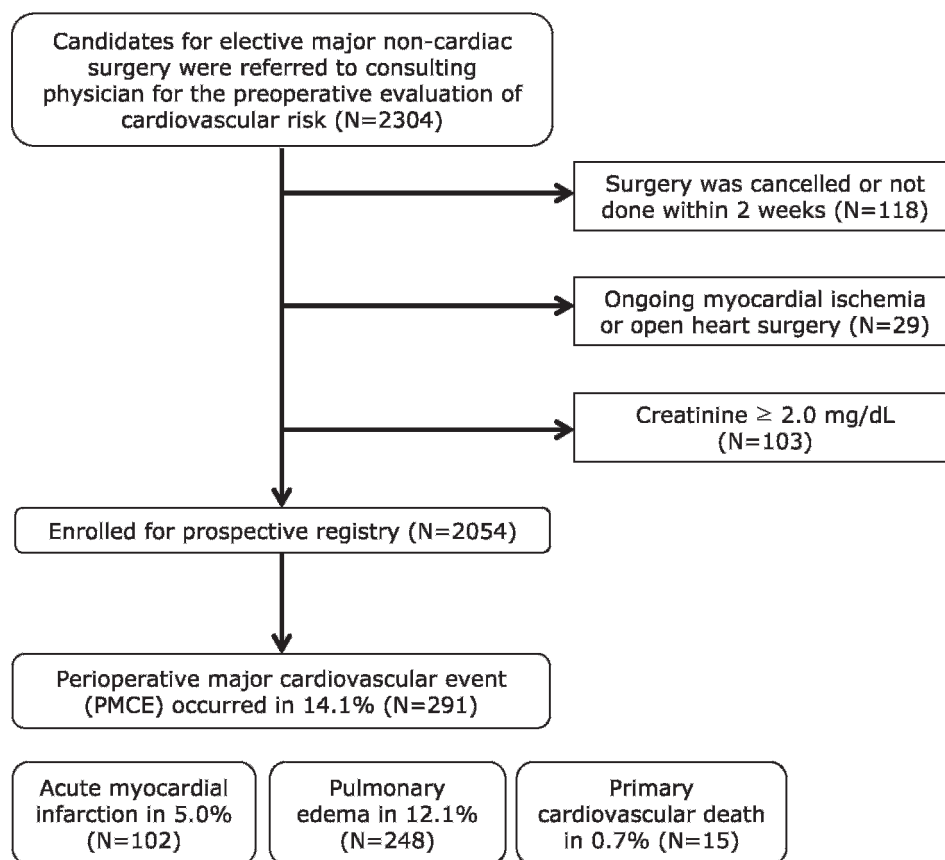 Candidates for elective major non-cardiac
surgery were referred to consulting
physician for the preoperative evaluation of
cardiovascular risk (N=2304)
Surgery was cancelled or not
done within 2 weeks (N=118)
Ongoing myocardial ischemia
or open heart surgery (N=29)
Creatinine ≥ 2.0 mg/dL
(N=103)
Enrolled for prospective registry (N=2054)
Perioperative major cardiovascular event
(PMCE) occurred in 14.1% (N=291)
Acute myocardial
infarction in 5.0%
(N=102)
Pulmonary
edema in 12.1%
(N=248)
Primary
cardiovascular death
in 0.7% (N=15)